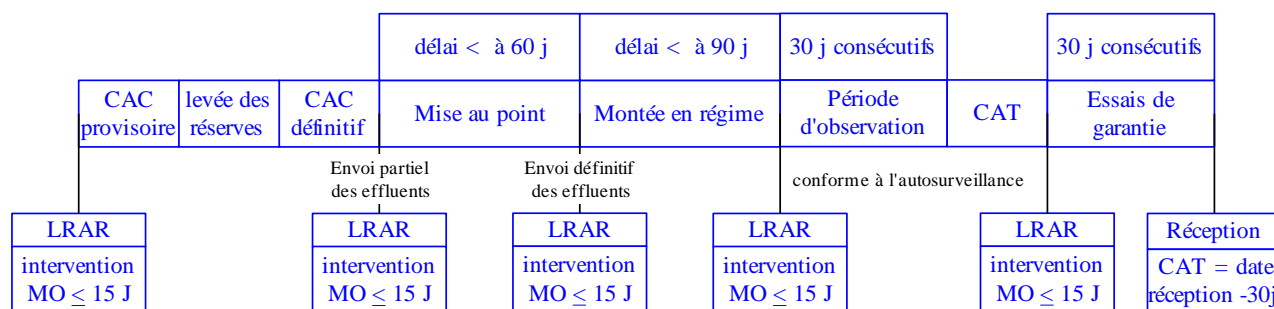 délai < à 60 j
délai < à 90 j
30 j consécutifs
30 j consécutifs
CAC
provisoire
levée des
réserves
CAC
définitif
Mise au point
Montée en régime
Période
d'observation
CAT
Essais de
garantie
Envoi partiel
des effluents
Envoi définitif
des effluents
conforme à l'autosurveillance
LRAR
intervention
MO ≤ 15 J
LRAR
intervention
MO ≤ 15 J
LRAR
intervention
MO ≤ 15 J
LRAR
intervention
MO ≤ 15 J
LRAR
intervention
MO ≤ 15 J
Réception
CAT = date
réception -30j